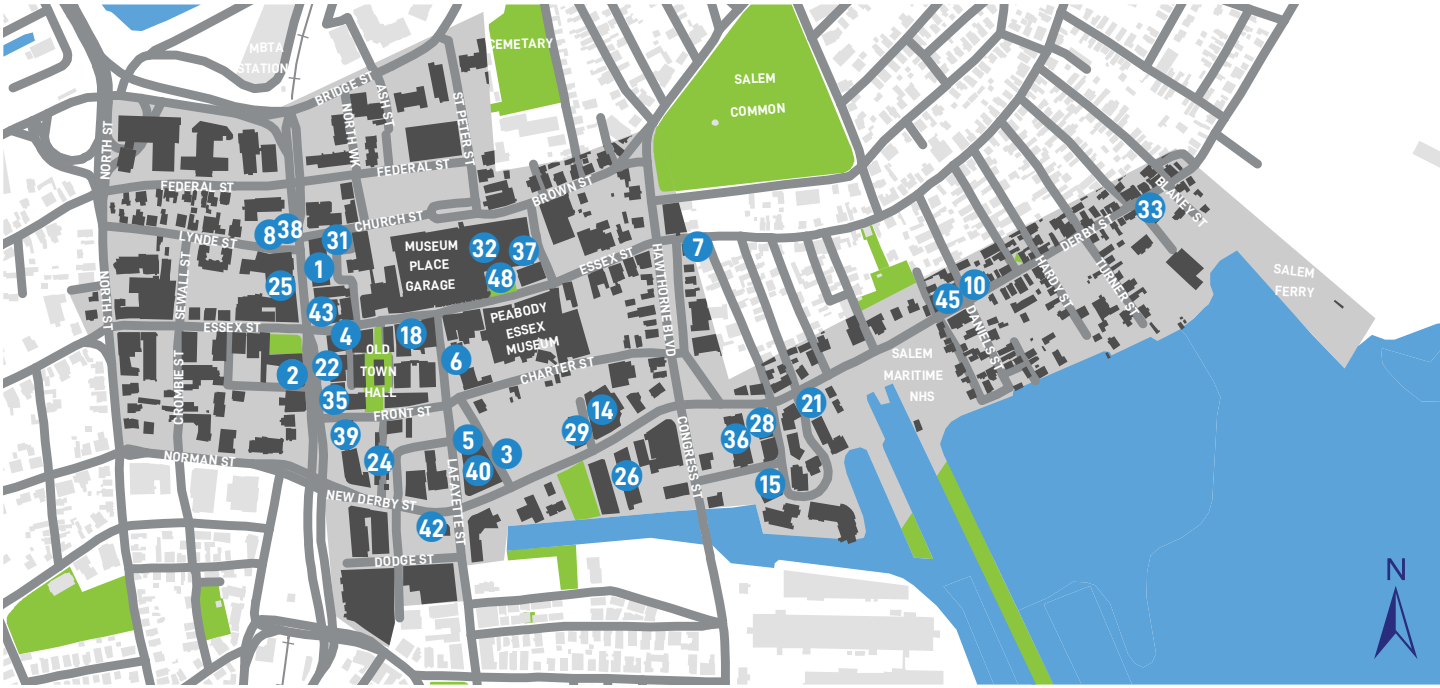 MBTA
STATION
CEMETARY
SALEM
COMMON
BRIDGE ST
ASH ST
NORTH WK
ST PETER ST
NORTH ST
FEDERAL ST
FEDERAL ST
BROWN ST
CHURCH ST
LYNDE ST
SEWALL ST
NORTH ST
ESSEX ST
ESSEX ST
MUSEUM
PLACE
GARAGE
PEABODY
ESSEX
MUSEUM
HAWTHORNE BLVD
BLANEY ST
DERBY ST
TURNER ST
HARDY ST
DANIELS ST
SALEM
FERRY
SALEM
MARITIME
NHS
OLD
TOWN
HALL
CROMBIE ST
CHARTER ST
FRONT ST
NORMAN ST
NEW DERBY ST
LAFAYETTE ST
CONGRESS ST
DODGE ST
8
38
31
1
25
43
4
18
32
37
48
7
33
10
45
6
2
22
35
39
24
5
40
3
14
29
26
36
28
21
15
42
N